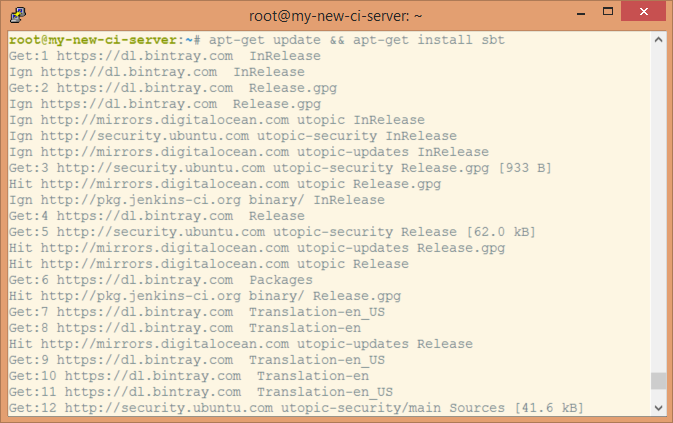 root@my-new-ci-server: ~
root@my-new-ci-server:~# apt-get update && apt-get install sbt
Get:1 https://dl.bintray.com  InRelease
Ign https://dl.bintray.com  InRelease
Get:2 https://dl.bintray.com  Release.gpg
Ign https://dl.bintray.com  Release.gpg
Ign http://mirrors.digitalocean.com utopic InRelease
Ign http://security.ubuntu.com utopic-security InRelease
Ign http://mirrors.digitalocean.com utopic-updates InRelease
Get:3 http://security.ubuntu.com utopic-security Release.gpg [933 B]
Hit http://mirrors.digitalocean.com utopic Release.gpg
Ign http://pkg.jenkins-ci.org binary/ InRelease
Get:4 https://dl.bintray.com  Release
Get:5 http://security.ubuntu.com utopic-security Release [62.0 kB]
Hit http://mirrors.digitalocean.com utopic-updates Release.gpg
Hit http://mirrors.digitalocean.com utopic Release
Get:6 https://dl.bintray.com  Packages
Hit http://pkg.jenkins-ci.org binary/ Release.gpg
Get:7 https://dl.bintray.com  Translation-en_US
Get:8 https://dl.bintray.com  Translation-en
Hit http://mirrors.digitalocean.com utopic-updates Release
Get:9 https://dl.bintray.com  Translation-en_US
Get:10 https://dl.bintray.com  Translation-en
Get:11 https://dl.bintray.com  Translation-en_US
Get:12 http://security.ubuntu.com utopic-security/main Sources [41.6 kB]